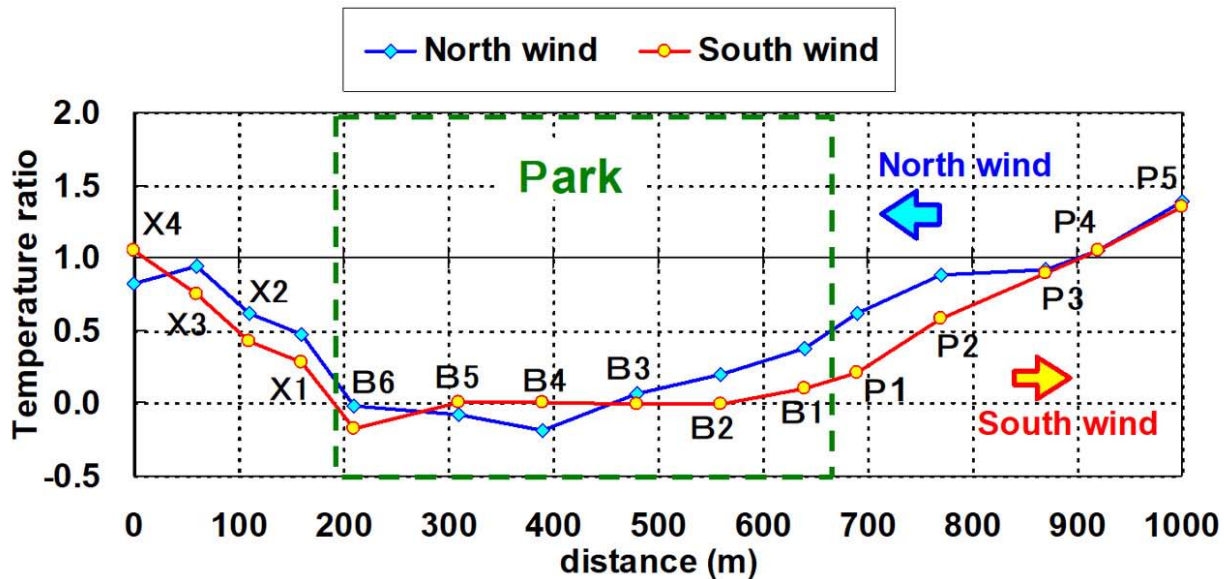 North wind South wind
Temperature ratio
2.0
1.5
1.0
0.5
0.0
-0.5
Park
North wind
South wind
X4
X3
X2
X1
B6
B5
B4
B3
B2
B1
P1
P2
P3
P4
P5
0 100 200 300 400 500 600 700 800 900 1000
distance (m)